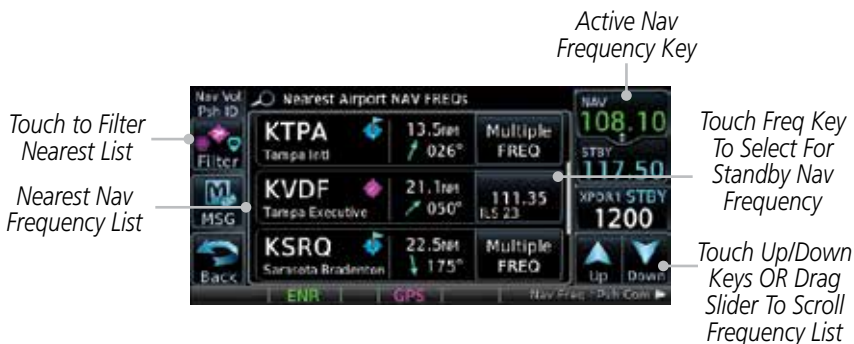 Active Nav
Frequency Key
Touch to Filter
Nearest List
Nearest Nav
Frequency List
Nav Vol
Psh ID
Filter
MSG
Back
Nearest Airport NAV FREQs
KTPA
Tampa Intl
13.5NM
026°
Multiple
FREQ
KVDF
Tampa Executive
21.1NM
050°
111.35
ILS 23
KSRQ
Sarasota Bradenton
22.5NM
175°
Multiple
FREQ
ENR
GPS
Nav Freq
Psh Com
NAV
108.10
STBY
117.50
XPDR1 STBY
1200
Up
Down
Touch Freq Key
To Select For
Standby Nav
Frequency
Touch Up/Down
Keys OR Drag
Slider To Scroll
Frequency List